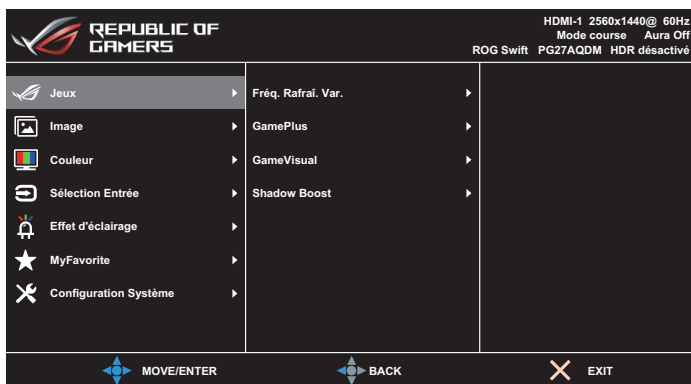 REPUBLIC OF
GAMERS
HDMI-1 2560x1440@ 60Hz
Mode course Aura Off
ROG Swift PG27AQDM HDR désactivé
Jeux
Image
Couleur
Sélection Entrée
Effet d'éclairage
MyFavorite
Configuration Système
Fréq. Rafraî. Var.
GamePlus
GameVisual
Shadow Boost
MOVE/ENTER
BACK
EXIT